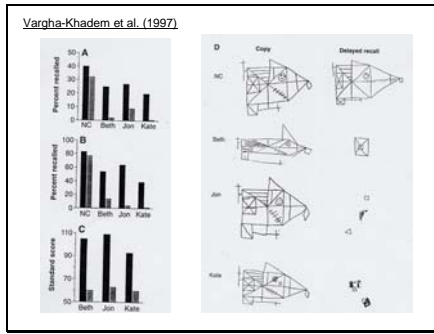 Vargha-Khadem et al. (1997)
A
Percent recalled
50
40
30
20
10
0
NC Beth Jon Kate
B
Percent recalled
100
80
60
40
20
0
NC Beth Jon Kate
C
Standard score
110
90
70
50
Beth Jon Kate
D
Copy Delayed recall
NC
Beth
Jon
Kate